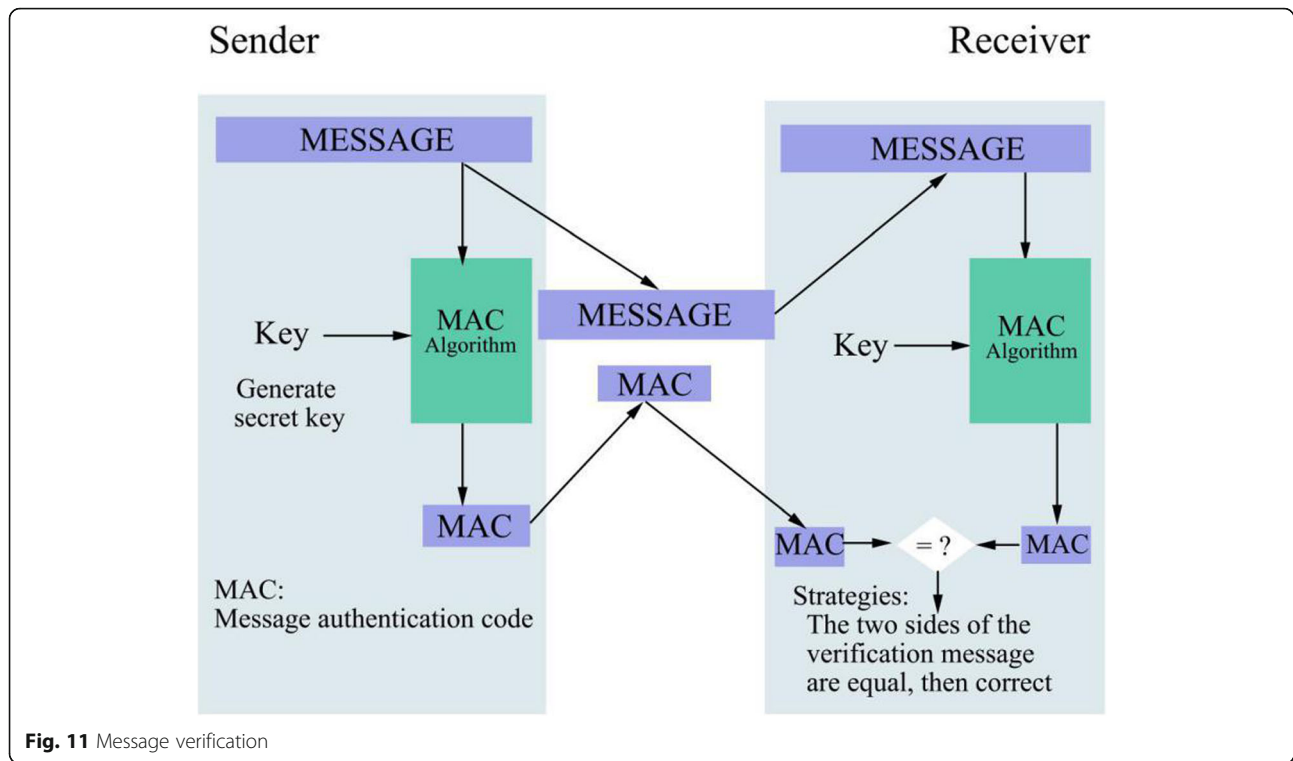 Sender
Receiver
MESSAGE
MESSAGE
MAC
Algorithm
Key
Generate
secret key
MESSAGE
MAC
MAC
Algorithm
Key
MAC
MAC
= ?
MAC
MAC:
Message authentication code
Strategies:
The two sides of the
verification message
are equal, then correct
Fig. 11 Message verification